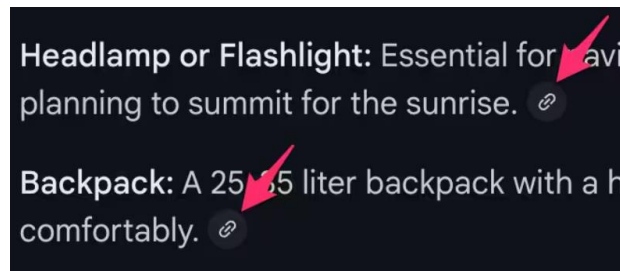 Headlamp or Flashlight: Essential for
planning to summit for the sunrise.
Backpack: A 25 liter backpack with a
comfortably.